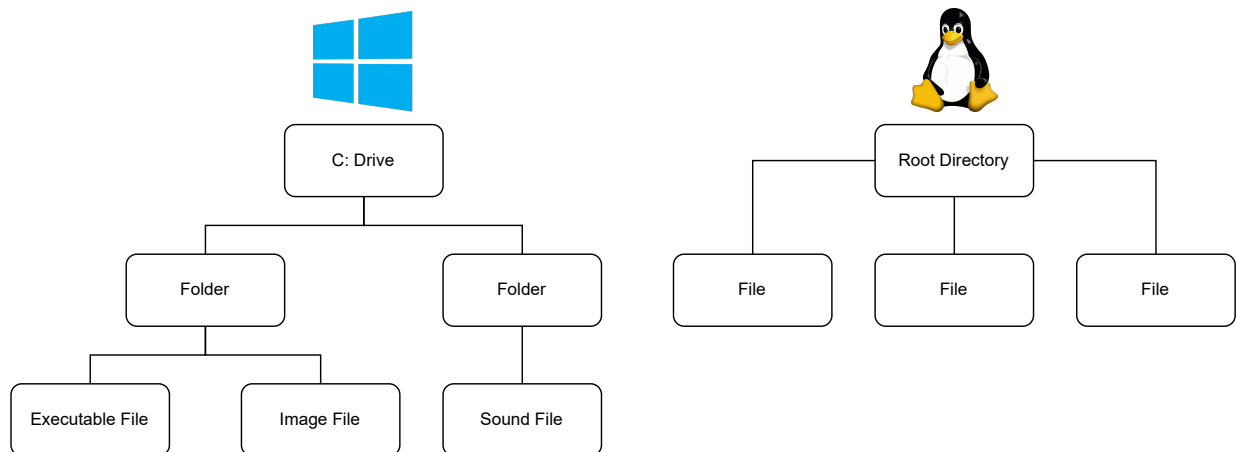 C: Drive
Root Directory
Folder
Folder
File
File
File
Executable File
Image File
Sound File